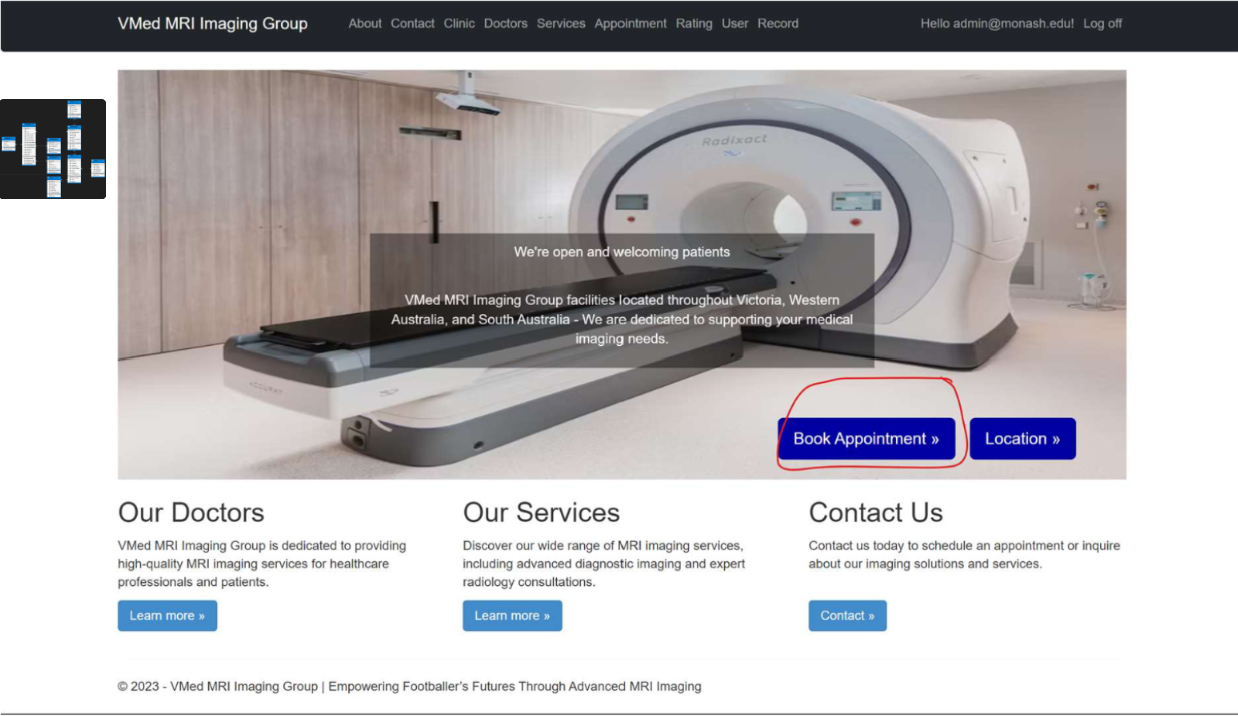 VMed MRI Imaging Group About Contact Clinic Doctors Services Appointment Rating User Record Hello admin@monash.edu! Log off
Radixact
We're open and welcoming patients
VMed MRI Imaging Group facilities located throughout Victoria, Western
Australia, and South Australia - We are dedicated to supporting your medical
imaging needs.
Book Appointment » Location »
Our Doctors
VMed MRI Imaging Group is dedicated to providing
high-quality MRI imaging services for healthcare
professionals and patients.
Learn more »
Our Services
Discover our wide range of MRI imaging services,
including advanced diagnostic imaging and expert
radiology consultations.
Learn more »
Contact Us
Contact us today to schedule an appointment or inquire
about our imaging solutions and services.
Contact »
© 2023 - VMed MRI Imaging Group | Empowering Footballer's Futures Through Advanced MRI Imaging